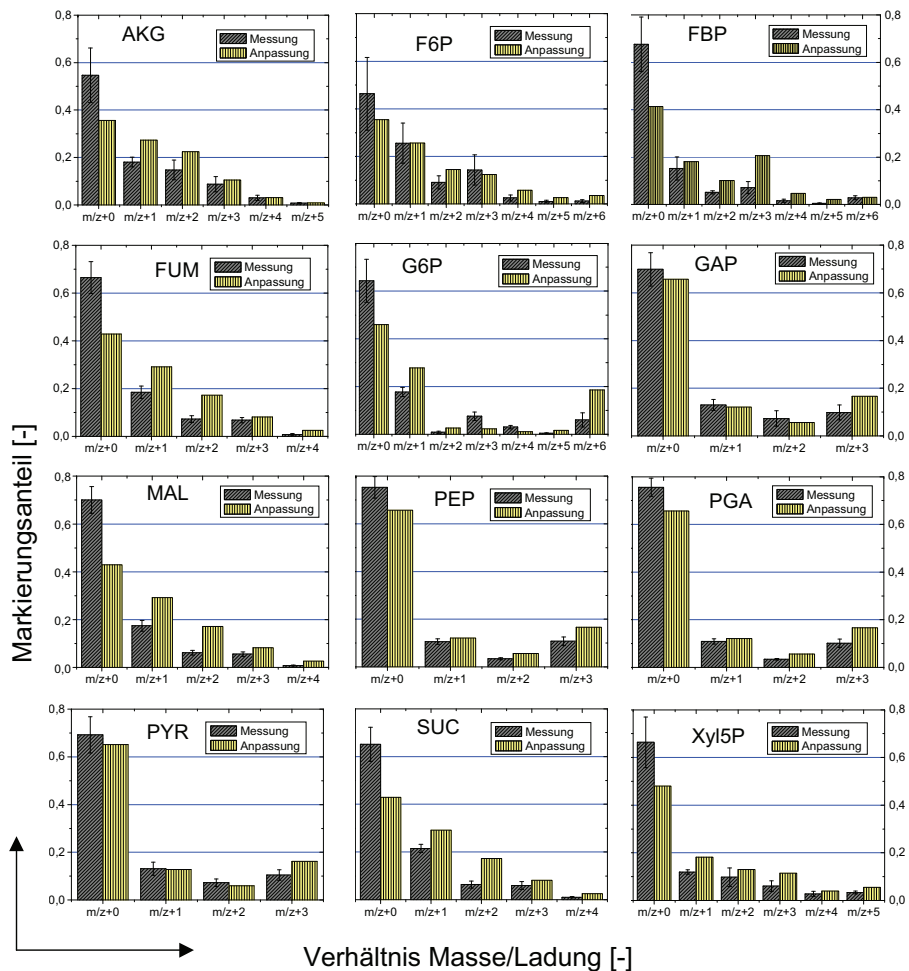 AKG
Messung
Anpassung
0,8
0,6
0,4
0,2
0,0
m/z+0 m/z+1 m/z+2 m/z+3 m/z+4 m/z+5
F6P
Messung
Anpassung
m/z+0 m/z+1 m/z+2 m/z+3 m/z+4 m/z+5 m/z+6
FBP
Messung
Anpassung
0,8
0,6
0,4
0,2
0,0
m/z+0 m/z+1 m/z+2 m/z+3 m/z+4 m/z+5 m/z+6
FUM
Messung
Anpassung
0,8
0,6
0,4
0,2
0,0
m/z+0 m/z+1 m/z+2 m/z+3 m/z+4
G6P
Messung
Anpassung
m/z+0 m/z+1 m/z+2 m/z+3 m/z+4 m/z+5 m/z+6
GAP
Messung
Anpassung
0,8
0,6
0,4
0,2
0,0
m/z+0 m/z+1 m/z+2 m/z+3
MAL
Messung
Anpassung
0,8
0,6
0,4
0,2
0,0
m/z+0 m/z+1 m/z+2 m/z+3 m/z+4
PEP
Messung
Anpassung
m/z+0 m/z+1 m/z+2 m/z+3
PGA
Messung
Anpassung
0,8
0,6
0,4
0,2
0,0
m/z+0 m/z+1 m/z+2 m/z+3
PYR
Messung
Anpassung
0,8
0,6
0,4
0,2
0,0
m/z+0 m/z+1 m/z+2 m/z+3
SUC
Messung
Anpassung
m/z+0 m/z+1 m/z+2 m/z+3 m/z+4
Xyl5P
Messung
Anpassung
0,8
0,6
0,4
0,2
0,0
m/z+0 m/z+1 m/z+2 m/z+3 m/z+4 m/z+5
Markierungsanteil [-]
Verhältnis Masse/Ladung [-]